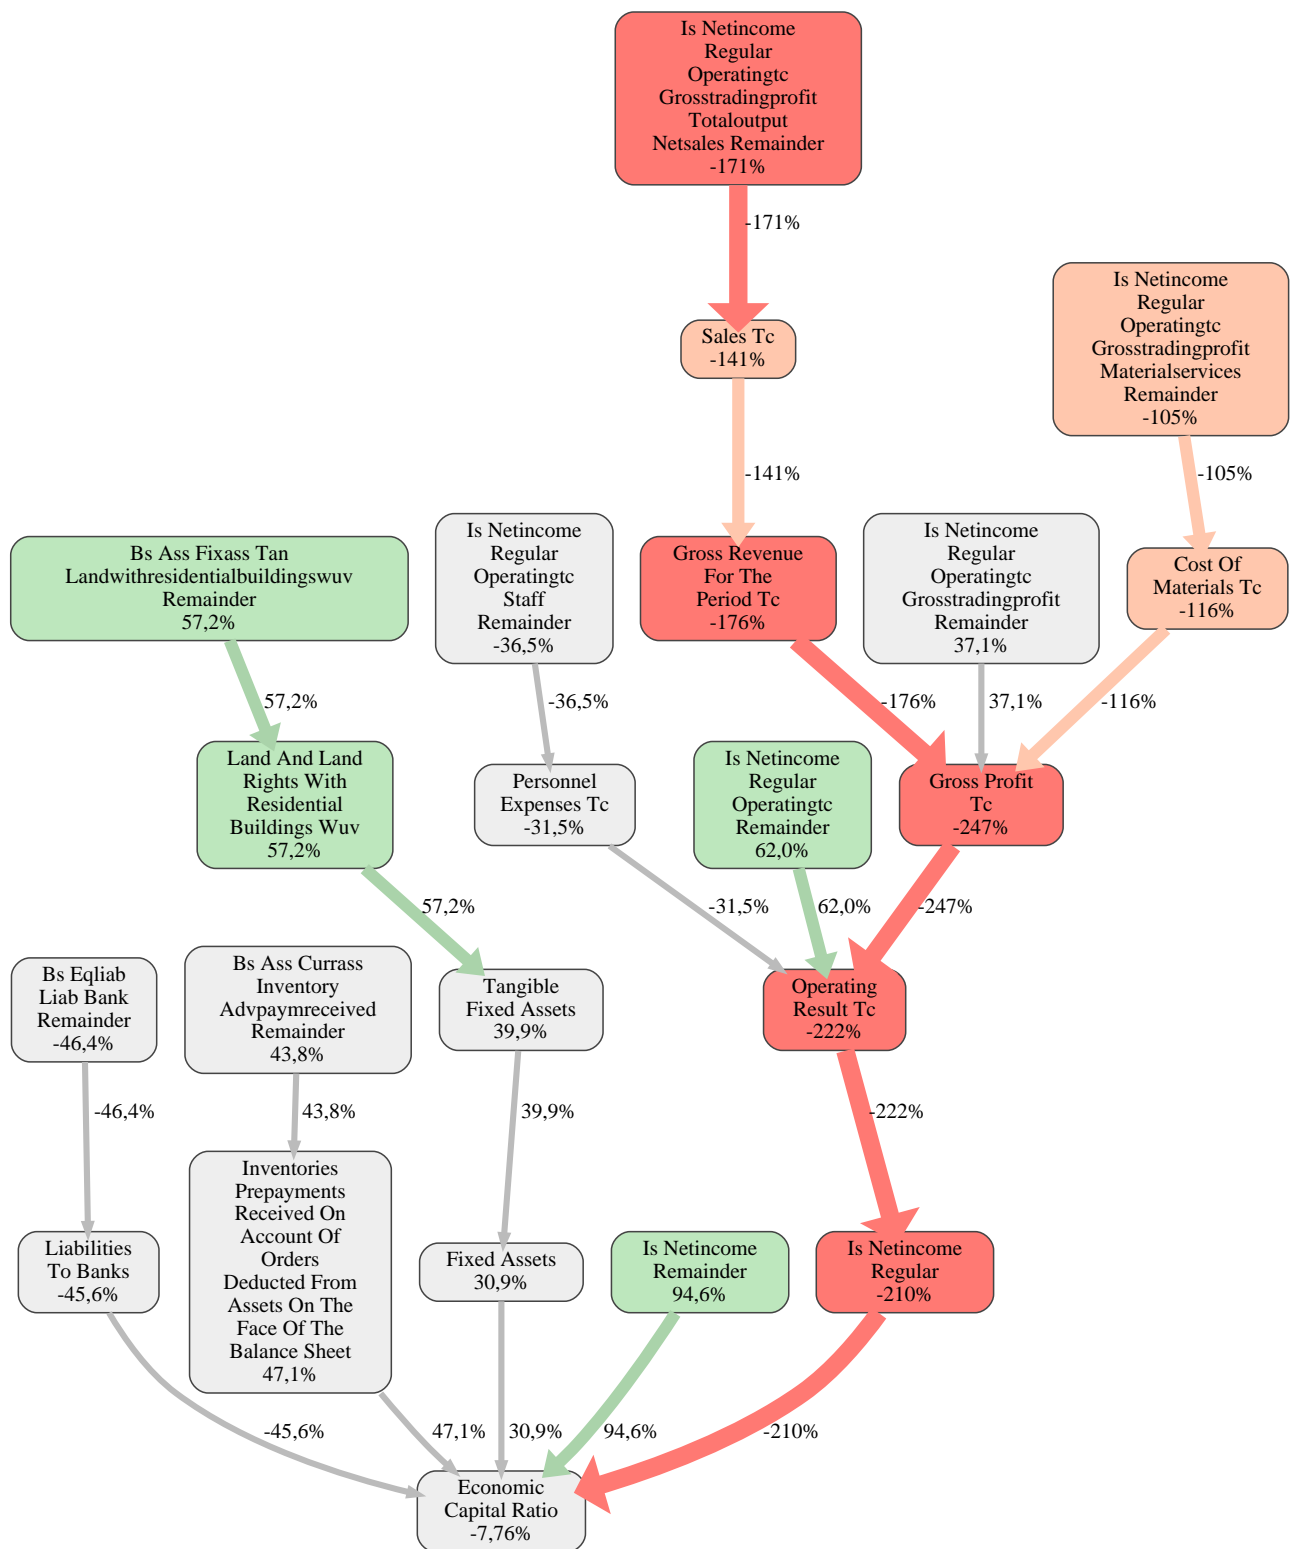 Is Netincome
Regular
Operatingtc
Grosstradingprofit
Totaloutput
Netsales Remainder
-171%
-171%
Sales Tc
-141%
Is Netincome
Regular
Operatingtc
Grosstradingprofit
Materialservices
Remainder
-105%
-141%
-105%
Bs Ass Fixass Tan
Landwithresidentialbuildingswuv
Remainder
57,2%
Is Netincome
Regular
Operatingtc
Staff
Remainder
-36,5%
Gross Revenue
For The
Period Tc
-176%
Is Netincome
Regular
Operatingtc
Grosstradingprofit
Remainder
37,1%
Cost Of
Materials Tc
-116%
57,2%
-36,5%
-176%
37,1%
-116%
Land And Land
Rights With
Residential
Buildings Wuv
57,2%
Personnel
Expenses Tc
-31,5%
Is Netincome
Regular
Operatingtc
Remainder
62,0%
Gross Profit
Tc
-247%
57,2%
-31,5%
62,0%
-247%
Bs Eqliab
Liab Bank
Remainder
-46,4%
Bs Ass Currass
Inventory
Advpaymreceived
Remainder
43,8%
Tangible
Fixed Assets
39,9%
Operating
Result Tc
-222%
-46,4%
43,8%
39,9%
-222%
Liabilities
To Banks
-45,6%
Inventories
Prepayments
Received On
Account Of
Orders
Deducted From
Assets On The
Face Of The
Balance Sheet
47,1%
Fixed Assets
30,9%
Is Netincome
Remainder
94,6%
Is Netincome
Regular
-210%
-45,6%
47,1%
30,9%
94,6%
-210%
Economic
Capital Ratio
-7,76%